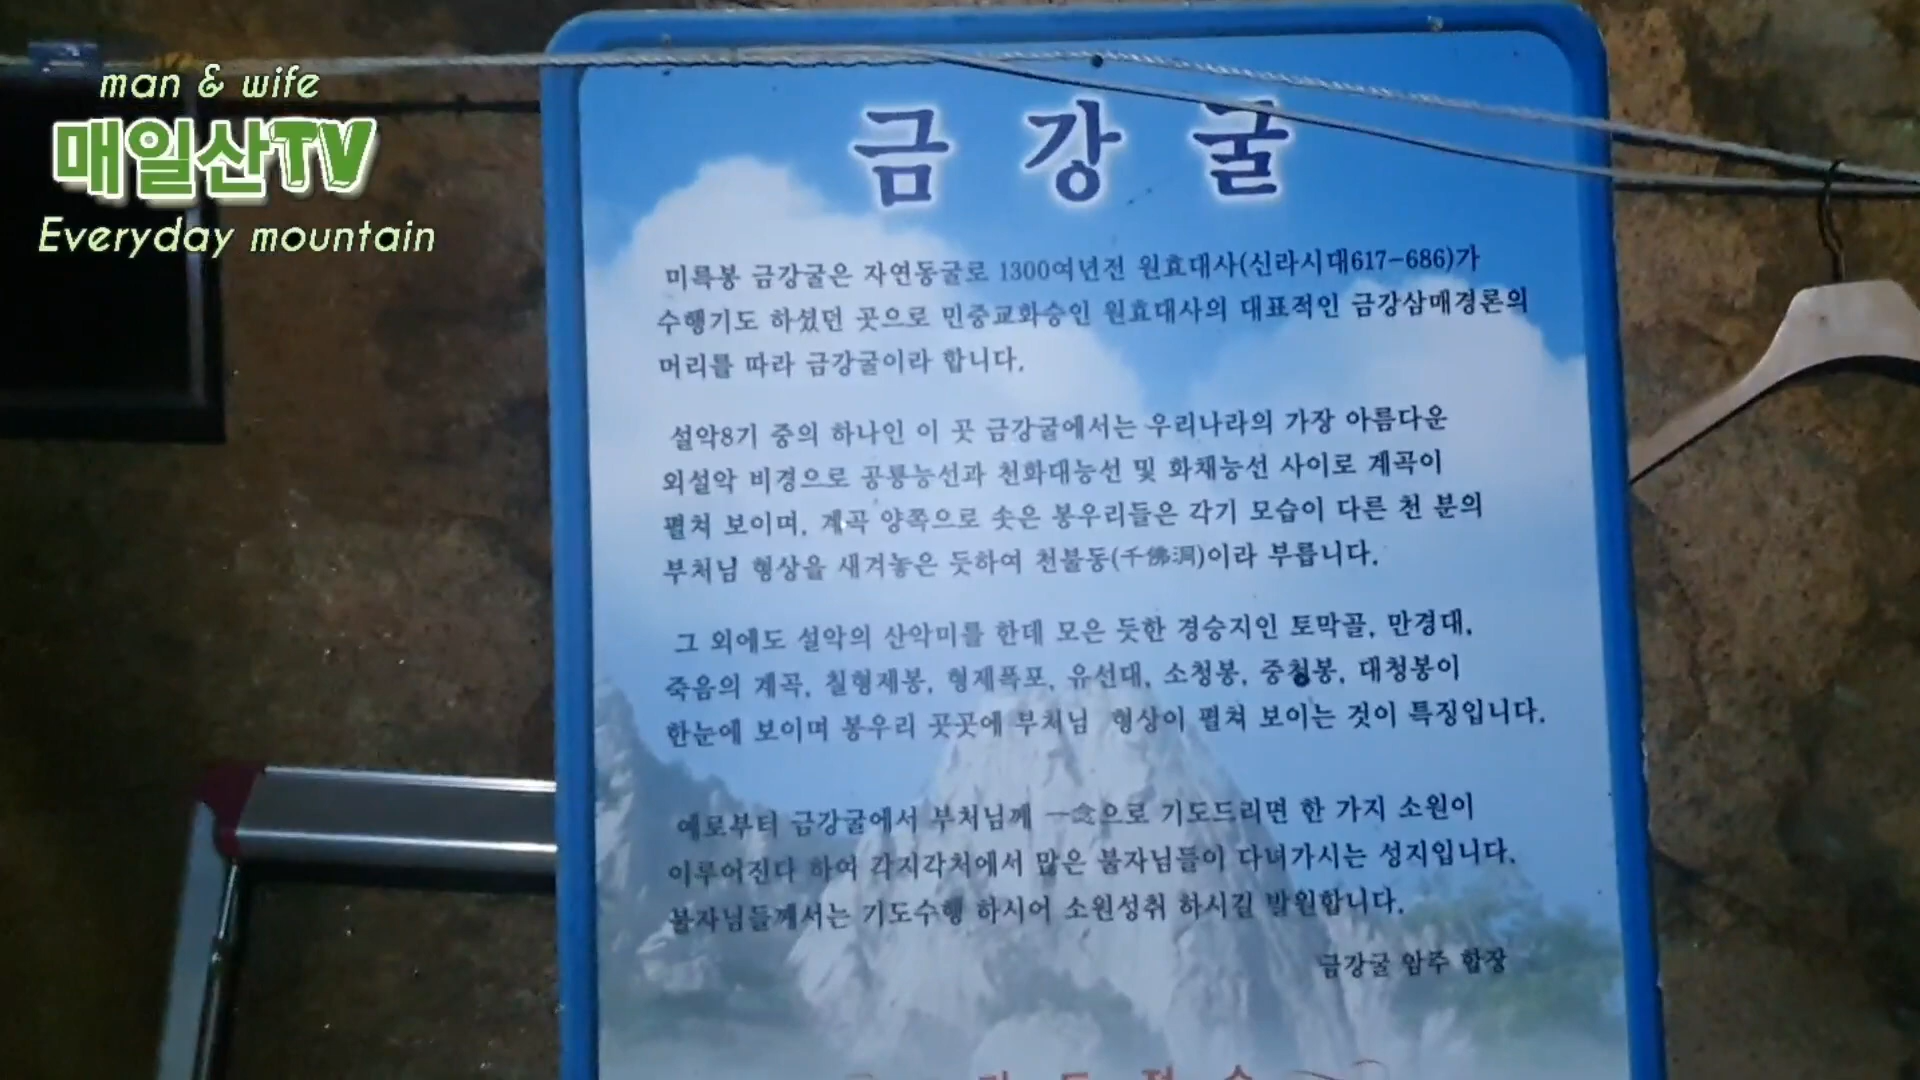 man & wife
매일산TV
Everyday mountain
금강굴
미륵봉 금강굴은 자연동굴로 1300여년전 원효대사(신라시대617-686)가
수행기도 하셨던 곳으로 민중교화승인 원효대사의 대표적인 금강삼매경론의
머리를 따라 금강굴이라 합니다.
설악8기 중의 하나인 이 곳 금강굴에서는 우리나라의 가장 아름다운
외설악 비경으로 공룡능선과 천화대능선 및 화채능선 사이로 계곡이
펼쳐 보이며, 계곡 양쪽으로 솟은 봉우리들은 각기 모습이 다른 천 분의
부처님 형상을 새겨놓은 듯하여 천불동(千佛洞)이라 부릅니다.
그 외에도 설악의 산악미를 한데 모은 듯한 경승지인 토막골, 만경대,
죽음의 계곡, 칠형제봉, 형제폭포, 유선대, 소청봉, 중청봉, 대청봉이
한눈에 보이며 봉우리 곳곳에 부처님 형상이 펼쳐 보이는 것이 특징입니다.
예로부터 금강굴에서 부처님께 一念으로 기도드리면 한 가지 소원이
이루어진다 하여 각지각처에서 많은 불자님들이 다녀가시는 성지입니다.
불자님들께서는 기도수행 하시어 소원성취 하시길 발원합니다.
금강굴 암주 합장